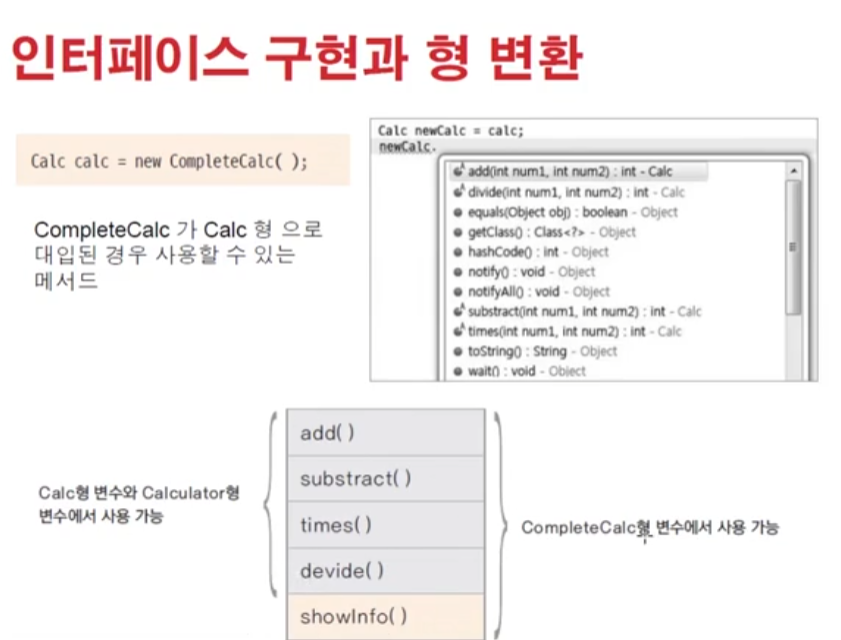 인터페이스 구현과 형 변환
Calc calc = new CompleteCalc( );
CompleteCalc 가 Calc 형 으로
대입된 경우 사용할 수 있는
메서드
Calc newCalc = calc;
newCalc.
add(int num1, int num2) : int - Calc
divide(int num1, int num2) : int - Calc
equals(Object obj) : boolean - Object
getClass() : Class<?> - Object
hashCode() : int - Object
notify() : void - Object
notifyAll() : void - Object
substract(int num1, int num2) : int - Calc
times(int num1, int num2) : int - Calc
toString() : String - Object
wait() : void - Object
Calc형 변수와 Calculator형
변수에서 사용 가능
add( )
substract( )
times( )
devide( )
showInfo( )
CompleteCalc형 변수에서 사용 가능